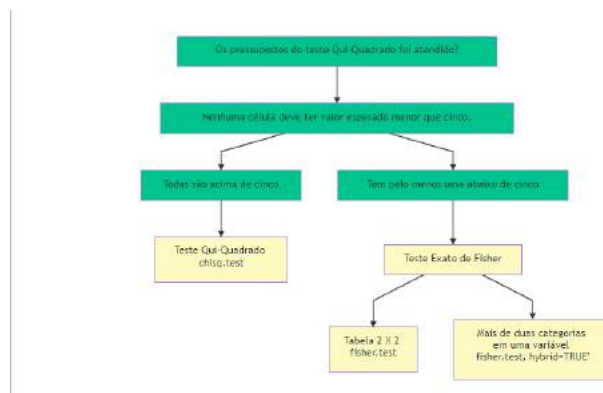 Os pressupostos do teste Qui-Quadrado foi atendido?
Nenhuma célula deve ter valor esperado menor que cinco.
Todas são acima de cinco
Tem pelo menos uma abaixo de cinco
Teste Qui-Quadrado
chisq.test
Teste Exato de Fisher
Tabela 2 X 2
fisher.test
Mais de duas categorias
em uma variável
fisher.test, hybrid=TRUE'